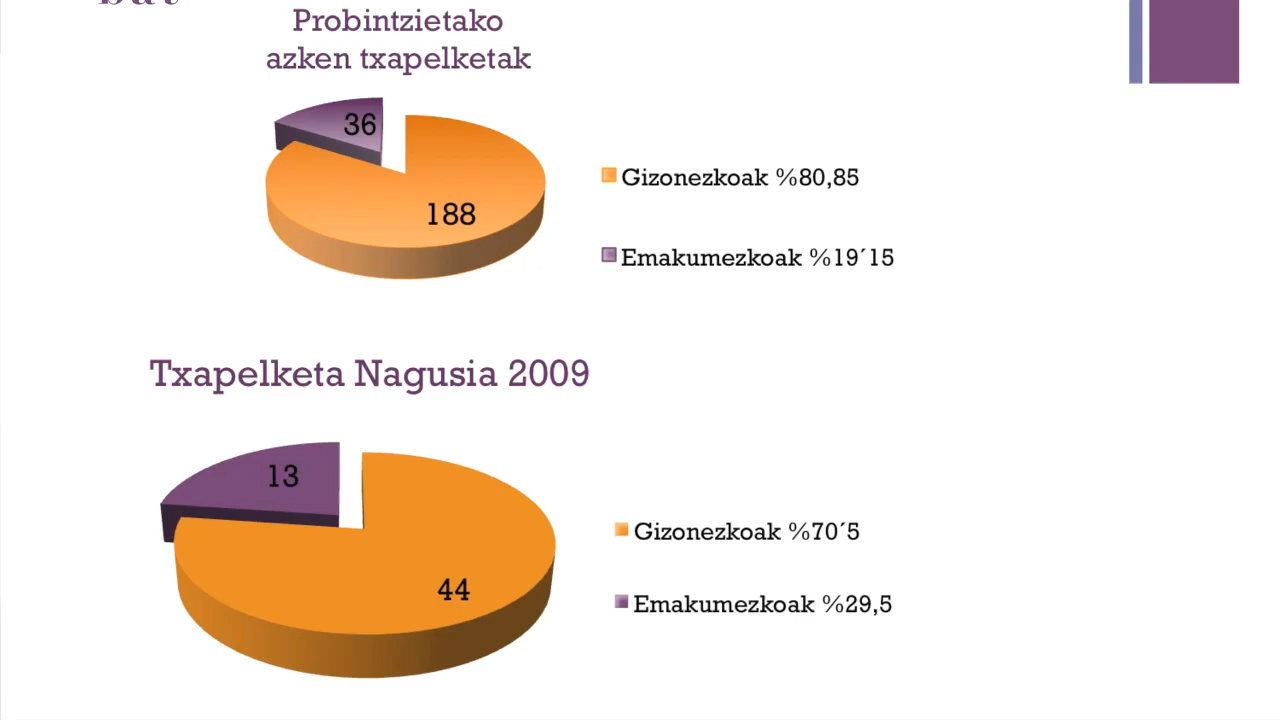 Probintzietako
azken txapelketak
36
188
Gizonezkoak %80,85
Emakumezkoak %19´15
Txapelketa Nagusia 2009
13
44
Gizonezkoak %70´5
Emakumezkoak %29,5